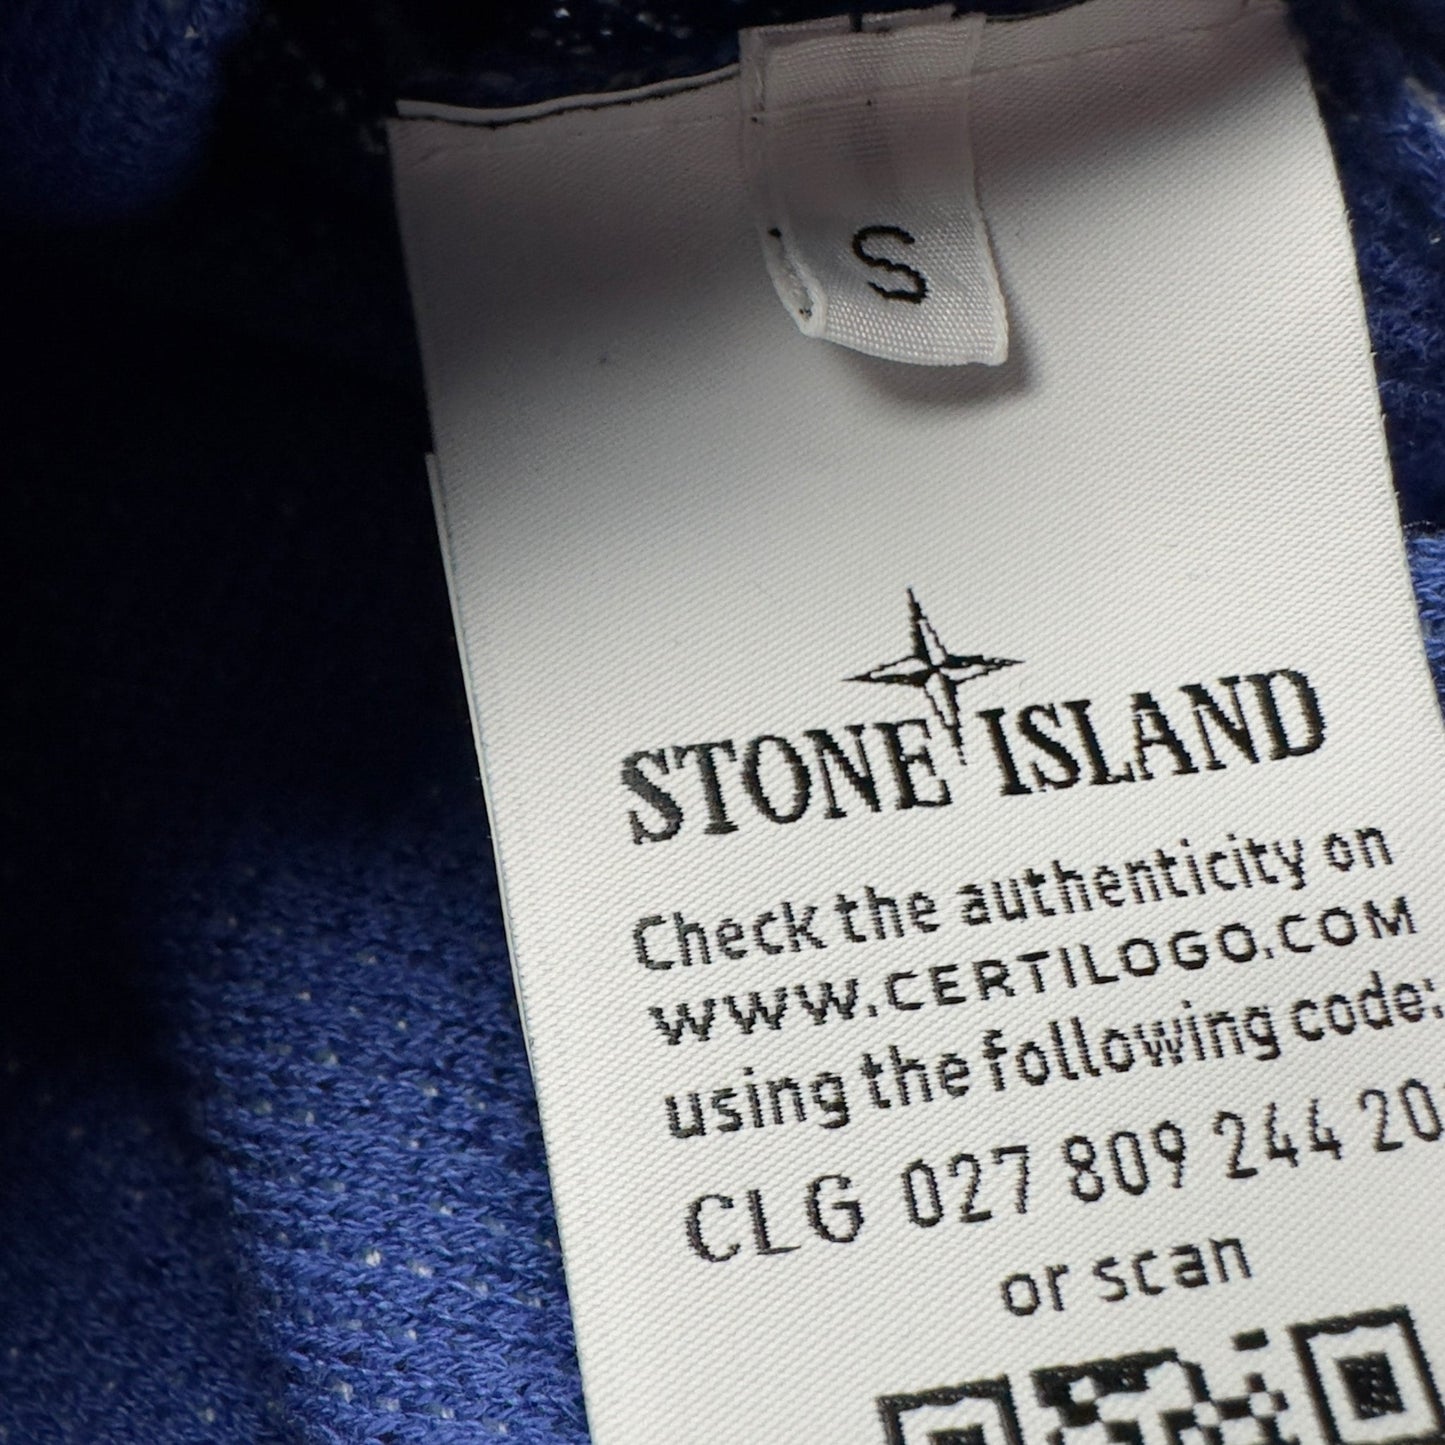 S
STONE ISLAND
Check the authenticity on
WWW.CERTILOGO.COM
using the following code:
CLG 027 809 244 20
or scan